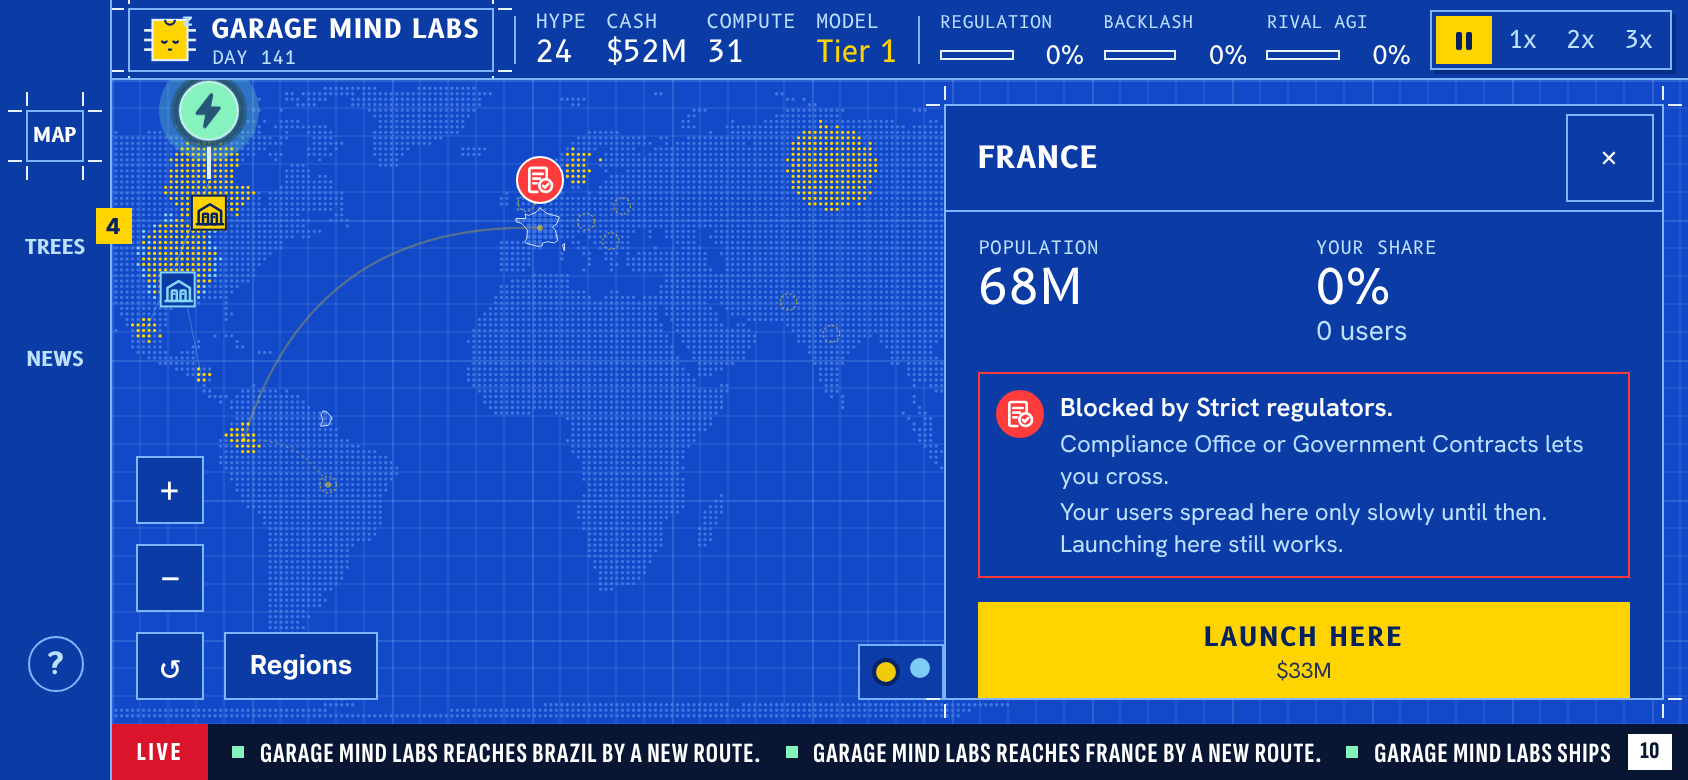 GARAGE MIND LABS
DAY 141
HYPE
24
CASH
$52M
COMPUTE
31
MODEL
Tier 1
REGULATION
0%
BACKLASH
0%
RIVAL AGI
0%
1x
2x
3x
MAP
4
TREES
NEWS
?
+
−
↺
Regions
FRANCE
×
POPULATION
68M
YOUR SHARE
0%
0 users
Blocked by Strict regulators.
Compliance Office or Government Contracts lets
you cross.
Your users spread here only slowly until then.
Launching here still works.
LAUNCH HERE
$33M
LIVE
GARAGE MIND LABS REACHES BRAZIL BY A NEW ROUTE.
GARAGE MIND LABS REACHES FRANCE BY A NEW ROUTE.
GARAGE MIND LABS SHIPS
10